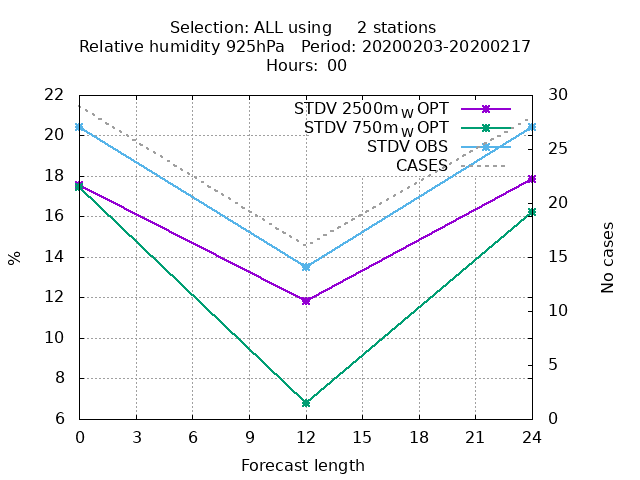 Selection: ALL using     2 stations
Relative humidity 925hPa   Period: 20200203-20200217
Hours:  00
STDV 2500m_W OPT
STDV 750m_W OPT
STDV OBS
CASES
22
20
18
16
14
12
10
8
6
30
25
20
15
10
5
0
%
No cases
0 3 6 9 12 15 18 21 24
Forecast length